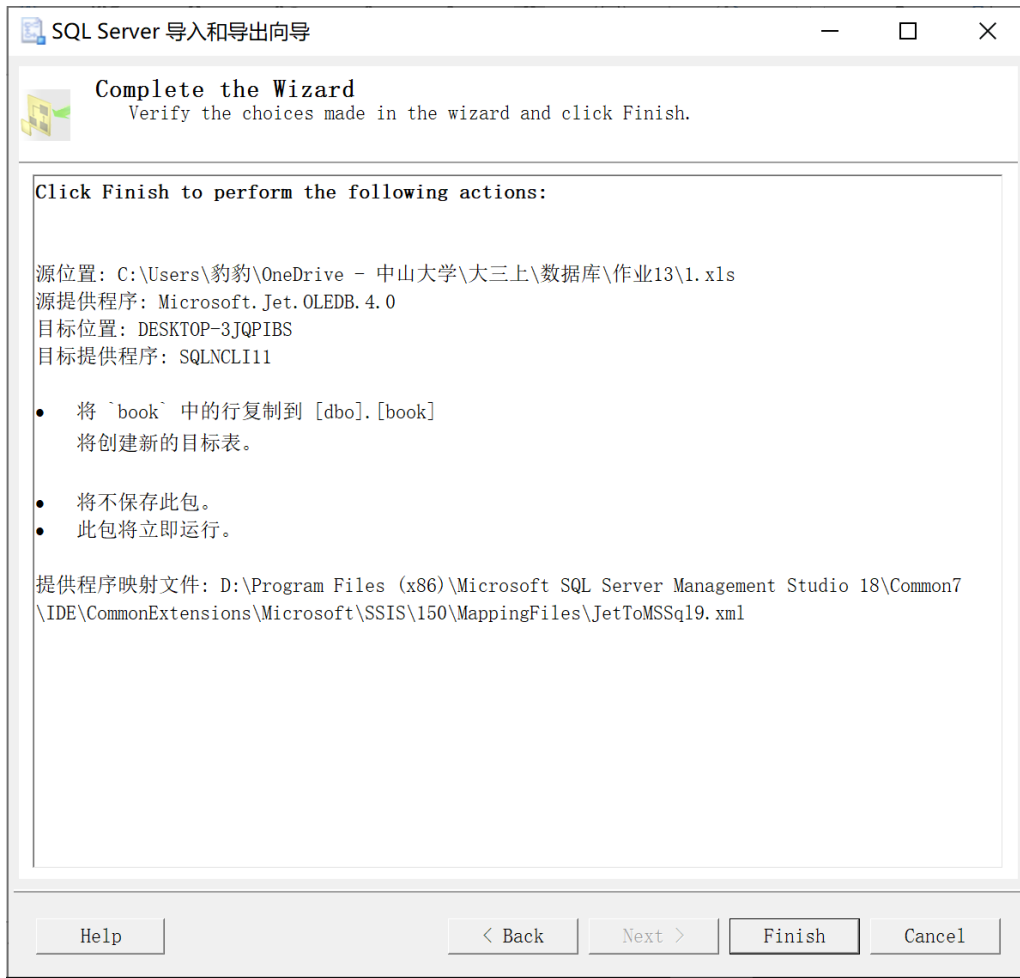 SQL Server 导入和导出向导
Complete the Wizard
Verify the choices made in the wizard and click Finish.
Click Finish to perform the following actions:
源位置: C:\Users\豹豹\OneDrive - 中山大学\大三上\数据库\作业13\1.xls
源提供程序: Microsoft.Jet.OLEDB.4.0
目标位置: DESKTOP-3JQPIBS
目标提供程序: SQLNCLI11
• 将 `book` 中的行复制到 [dbo].[book]
将创建新的目标表。
• 将不保存此包。
• 此包将立即运行。
提供程序映射文件: D:\Program Files (x86)\Microsoft SQL Server Management Studio 18\Common7
\IDE\CommonExtensions\Microsoft\SSIS\150\MappingFiles\JetToMSSql9.xml
Help
< Back
Next >
Finish
Cancel